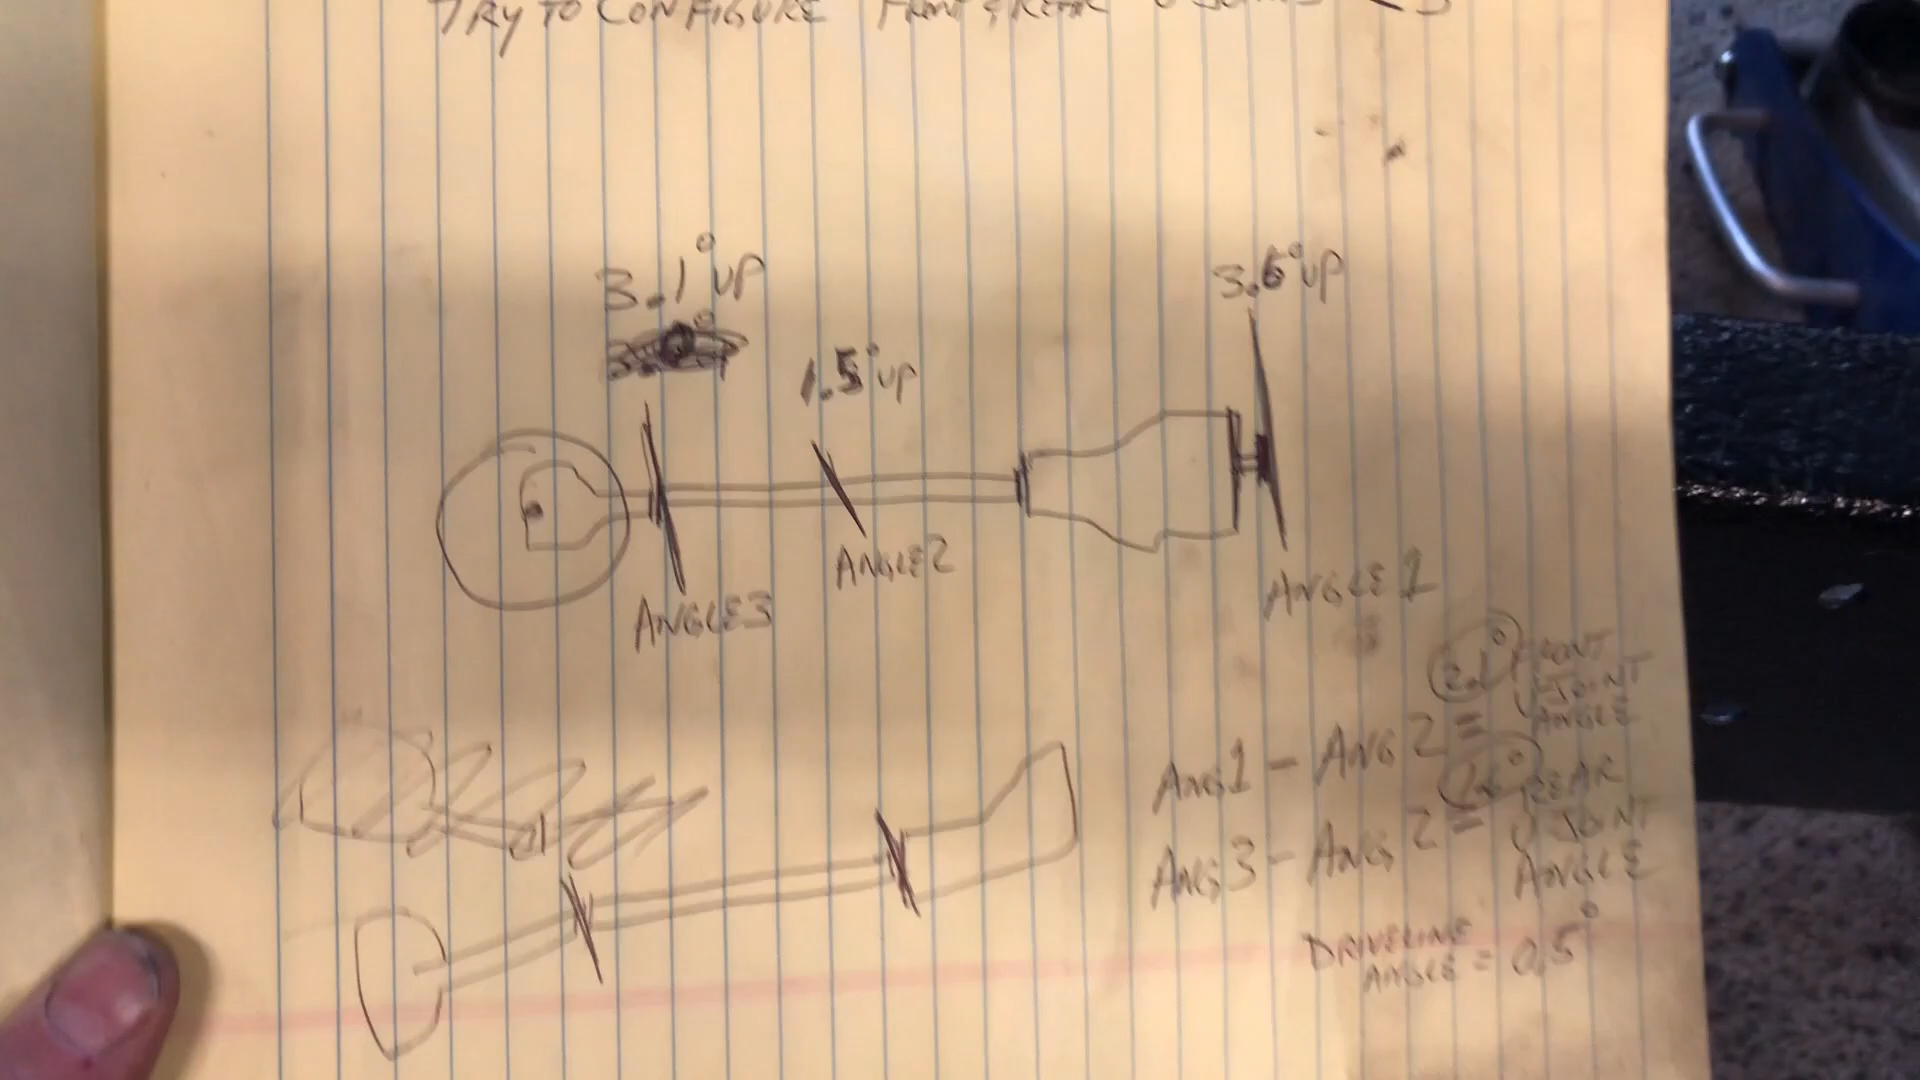 TRY TO CONFIGURE FRONT & REAR
3.1° UP
3.6° UP
1.5° UP
ANGLE 2
ANGLE 3
ANGLE 1
ANG 1 - ANG 2 = 2.1° FRONT U-JOINT ANGLE
ANG 3 - ANG 2 = 1.6° REAR U-JOINT ANGLE
DRIVELINE
ANGLE = 0.5°